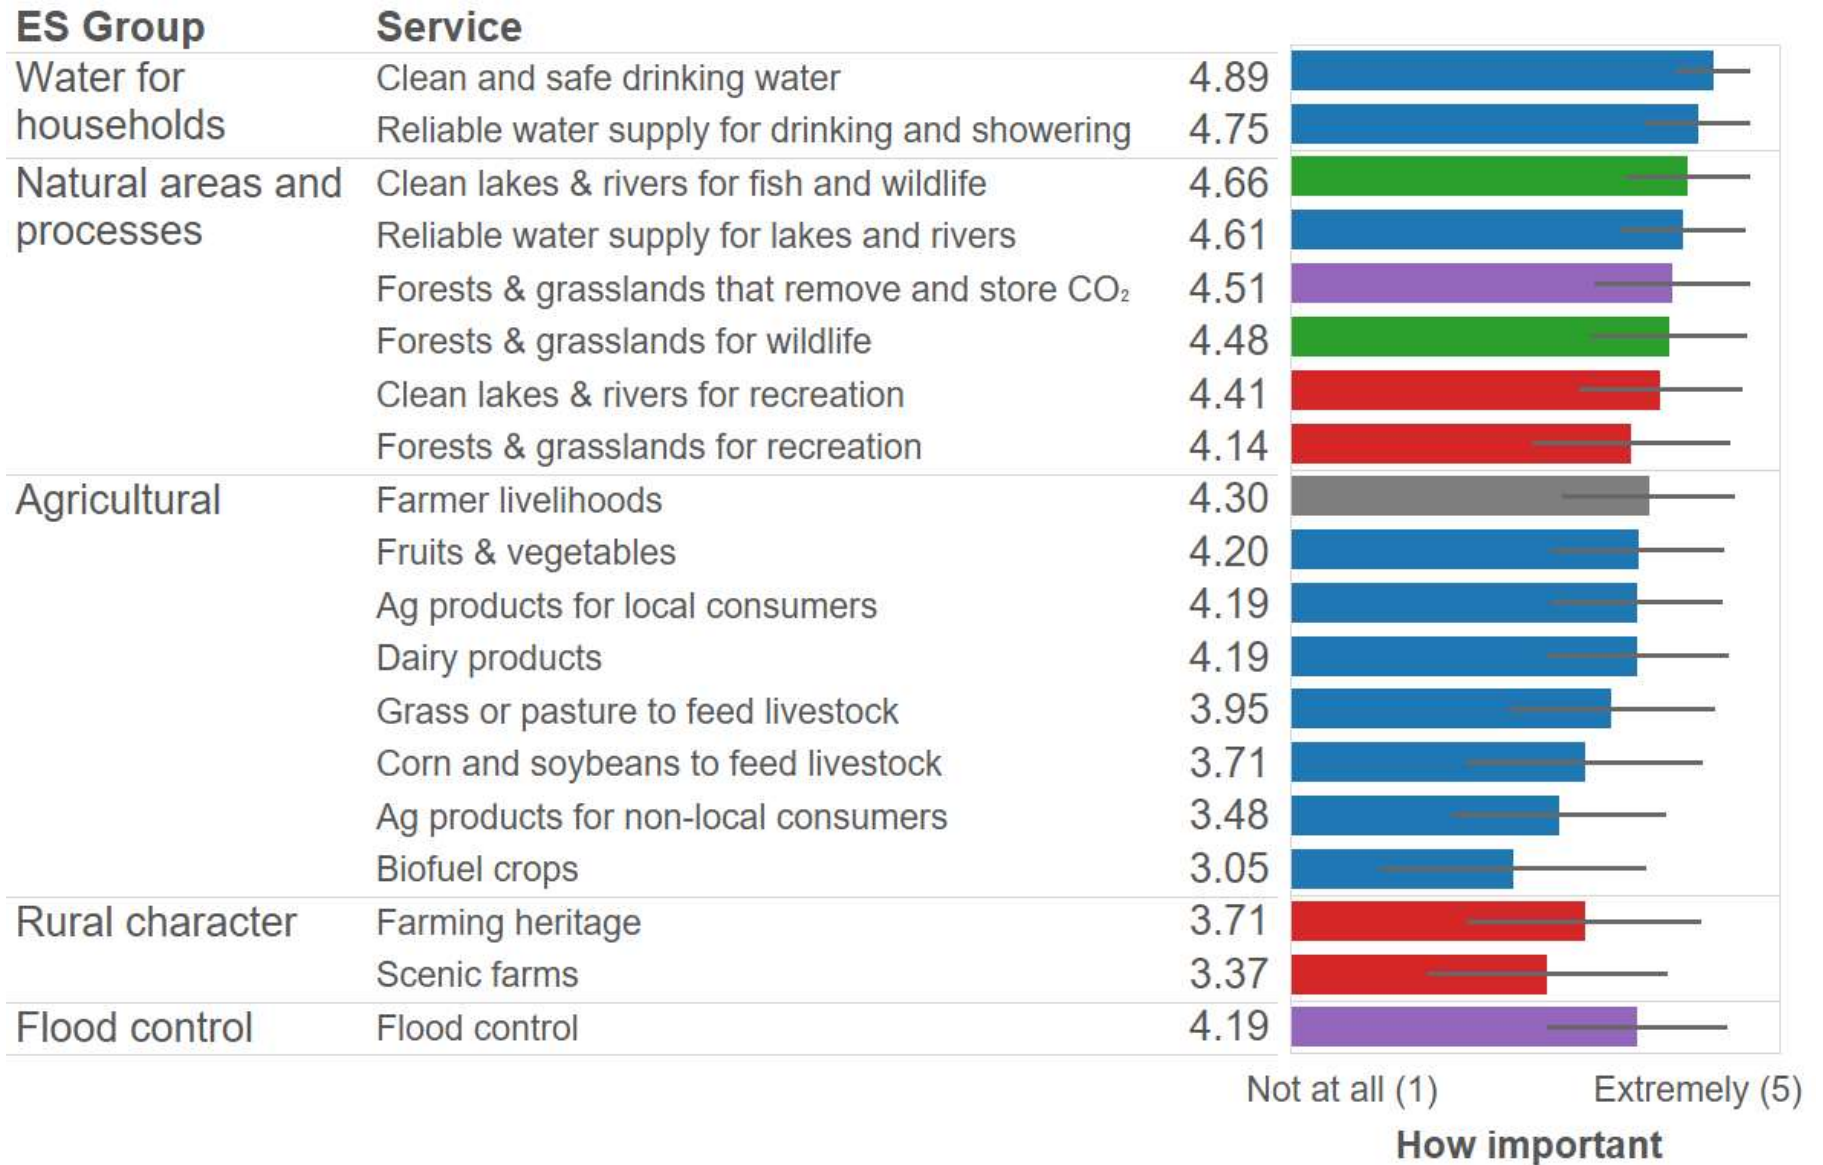 ES Group Service
Water for households
Clean and safe drinking water 4.89
Reliable water supply for drinking and showering 4.75
Natural areas and processes
Clean lakes & rivers for fish and wildlife 4.66
Reliable water supply for lakes and rivers 4.61
Forests & grasslands that remove and store CO₂ 4.51
Forests & grasslands for wildlife 4.48
Clean lakes & rivers for recreation 4.41
Forests & grasslands for recreation 4.14
Agricultural
Farmer livelihoods 4.30
Fruits & vegetables 4.20
Ag products for local consumers 4.19
Dairy products 4.19
Grass or pasture to feed livestock 3.95
Corn and soybeans to feed livestock 3.71
Ag products for non-local consumers 3.48
Biofuel crops 3.05
Rural character
Farming heritage 3.71
Scenic farms 3.37
Flood control
Flood control 4.19
Not at all (1) Extremely (5)
How important